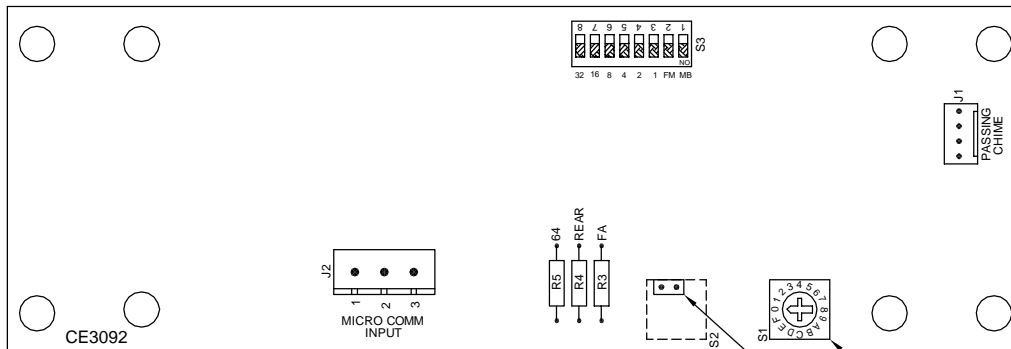 8 7 6 5 4 3 2 1
NO
S3
32 16 8 4 2 1 FM MB
J1
PASSING
CHIME
64
REAR
FA
J2
R5
R4
R3
1 2 3
MICRO COMM
INPUT
S2
S1
0 1 2 3 4 5 6 7 8 9 A B C D E F
CE3092